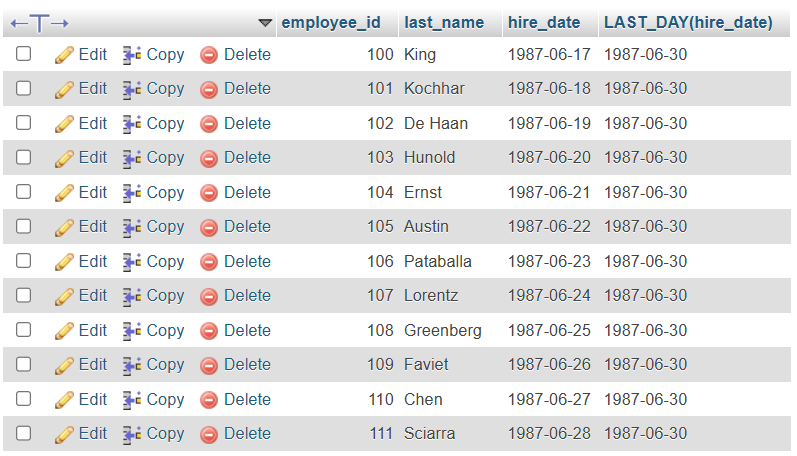 employee_id last_name hire_date LAST_DAY(hire_date)
Edit Copy Delete 100 King 1987-06-17 1987-06-30
Edit Copy Delete 101 Kochhar 1987-06-18 1987-06-30
Edit Copy Delete 102 De Haan 1987-06-19 1987-06-30
Edit Copy Delete 103 Hunold 1987-06-20 1987-06-30
Edit Copy Delete 104 Ernst 1987-06-21 1987-06-30
Edit Copy Delete 105 Austin 1987-06-22 1987-06-30
Edit Copy Delete 106 Pataballa 1987-06-23 1987-06-30
Edit Copy Delete 107 Lorentz 1987-06-24 1987-06-30
Edit Copy Delete 108 Greenberg 1987-06-25 1987-06-30
Edit Copy Delete 109 Faviet 1987-06-26 1987-06-30
Edit Copy Delete 110 Chen 1987-06-27 1987-06-30
Edit Copy Delete 111 Sciarra 1987-06-28 1987-06-30